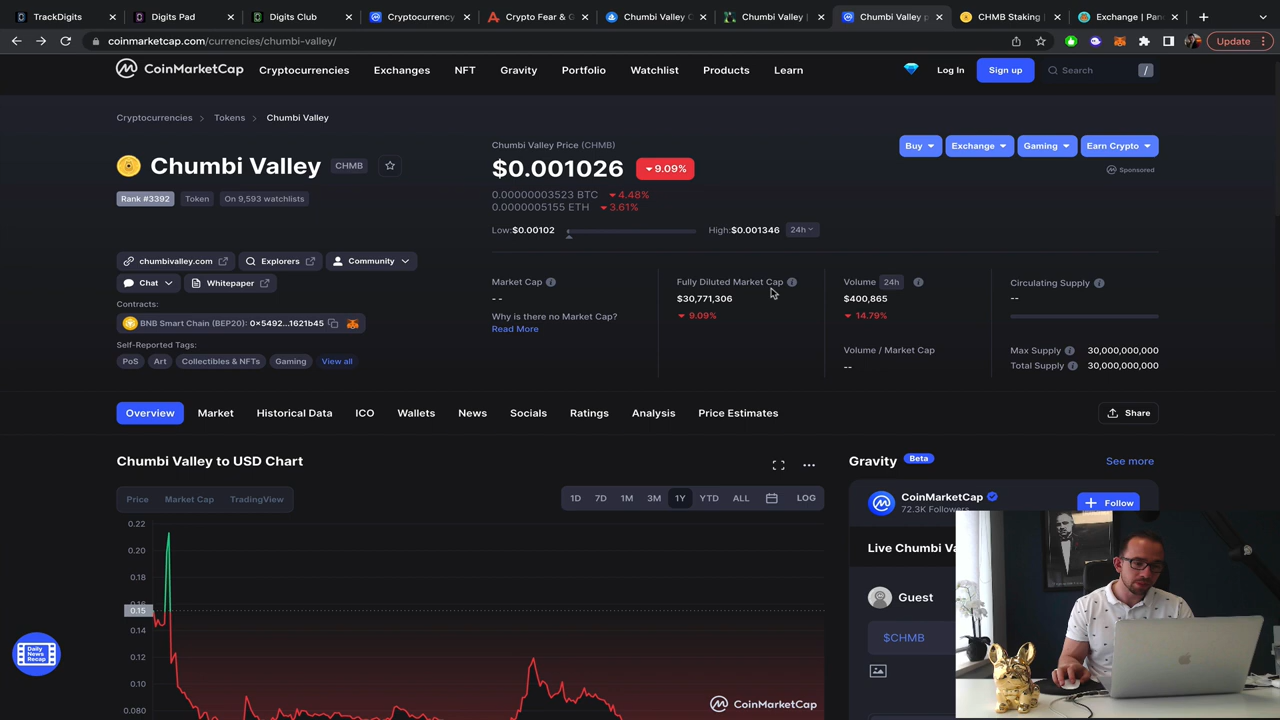 TrackDigits
Digits Pad
Digits Club
Cryptocurrency
Crypto Fear & G
Chumbi Valley C
Chumbi Valley |
Chumbi Valley p
CHMB Staking
Exchange | Pan
coinmarketcap.com/currencies/chumbi-valley/
Update
CoinMarketCap
Cryptocurrencies
Exchanges
NFT
Gravity
Portfolio
Watchlist
Products
Learn
Log In
Sign up
Search
/
Cryptocurrencies > Tokens > Chumbi Valley
Chumbi Valley
CHMB
Rank #3392
Token
On 9,593 watchlists
chumbivalley.com
Explorers
Community
Chat
Whitepaper
Contracts:
BNB Smart Chain (BEP20): 0x5492...1621b45
Self-Reported Tags:
PoS
Art
Collectibles & NFTs
Gaming
View all
Chumbi Valley Price (CHMB)
$0.001026
9.09%
0.00000003523 BTC 4.48%
0.0000005155 ETH 3.61%
Low: $0.00102
High: $0.001346
24h
Buy
Exchange
Gaming
Earn Crypto
Sponsored
Market Cap
- -
Why is there no Market Cap?
Read More
Fully Diluted Market Cap
$30,771,306
9.09%
Volume 24h
$400,865
14.79%
Volume / Market Cap
--
Circulating Supply
--
Max Supply 30,000,000,000
Total Supply 30,000,000,000
Overview
Market
Historical Data
ICO
Wallets
News
Socials
Ratings
Analysis
Price Estimates
Share
Chumbi Valley to USD Chart
Price
Market Cap
TradingView
1D
7D
1M
3M
1Y
YTD
ALL
LOG
0.22
0.20
0.18
0.15
0.14
0.12
0.10
0.080
CoinMarketCap
Daily
News
Recap
Gravity
Beta
See more
CoinMarketCap
72.3K Followers
+ Follow
Live Chumbi Va
Guest
$CHMB